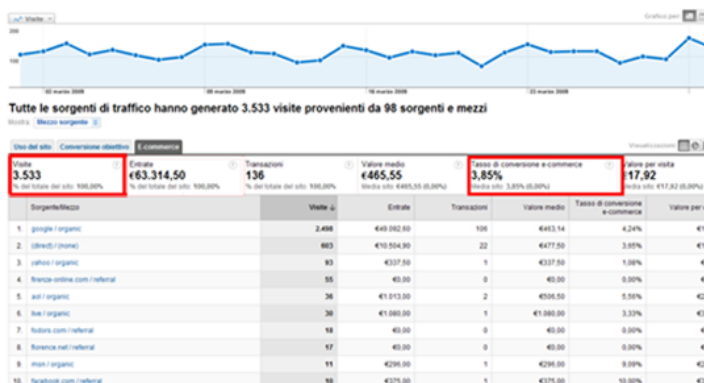 Visite
Grafico per:
200
100
02 marzo 2009
09 marzo 2009
16 marzo 2009
23 marzo 2009
Tutte le sorgenti di traffico hanno generato 3.533 visite provenienti da 98 sorgenti e mezzi
Mostra: Mezzo sorgente
Uso del sito Conversione obiettivo E-commerce Visualizzazioni:
Visite Entrate Transazioni Valore medio Tasso di conversione e-commerce Valore per visita
3.533 €63.314,50 136 €465,55 3,85% €17,92
% del totale del sito: 100,00% % del totale del sito: 100,00% % del totale del sito: 100,00% Media sito: €465,55 (0,00%) Media sito: 3,85% (0,00%) Media sito: €17,92 (0,00%)
Sorgente/Mezzo Visite ↓ Entrate Transazioni Valore medio Tasso di conversione e-commerce Valore per
1. google / organic 2.498 106 €463,14 4,24%
2. (direct) / (none) 603 €10.504,90 22 €477,50 3,65%
3. yahoo / organic 93 €337,50 1 €337,50 1,08%
4. firenze-online.com / referral 55 €0,00 0 €0,00 0,00%
5. aol / organic 36 €1.013,00 2 €506,50 5,56%
6. live / organic 30 €1.080,00 1 €1.080,00 3,33%
7. fodors.com / referral 18 €0,00 0 €0,00 0,00%
8. florence.net / referral 17 €0,00 0 €0,00 0,00%
9. msn / organic 11 €296,00 1 €296,00 9,09%
10. facebook.com / referral 10 €375,00 1 €375,00 10,00%